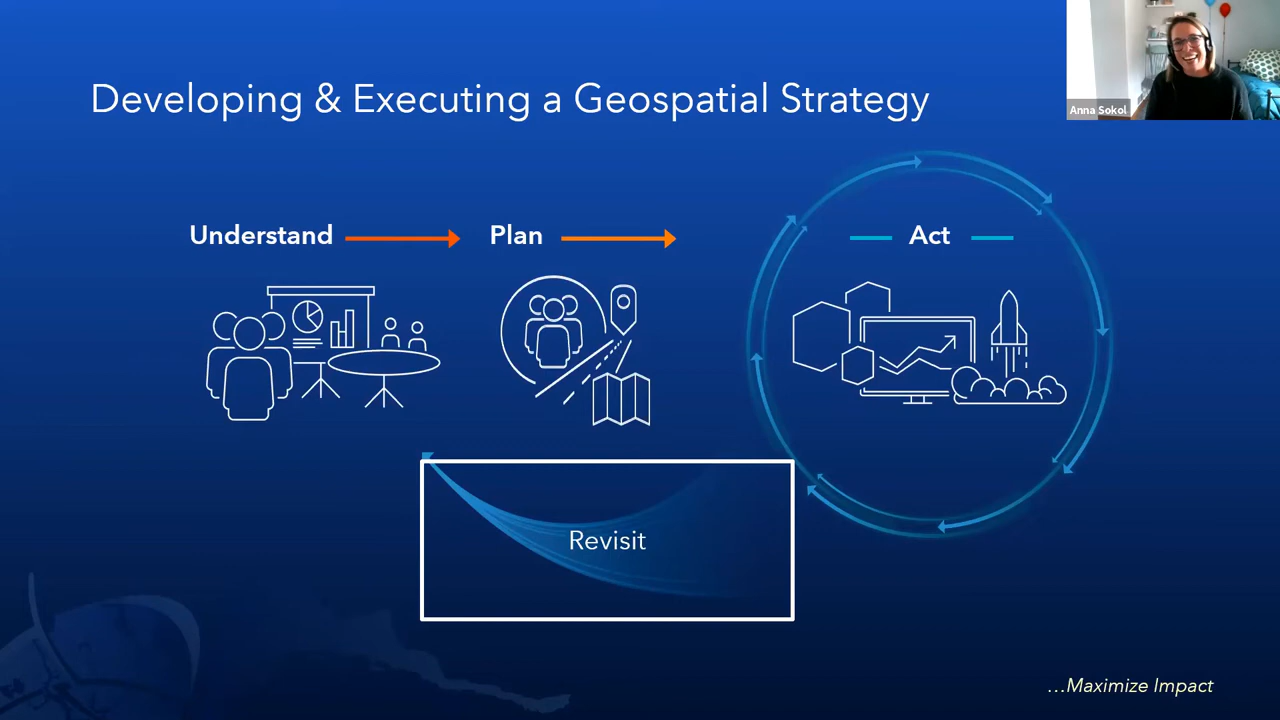 Developing & Executing a Geospatial Strategy
Anna Sokol
Understand
Plan
Act
Revisit
...Maximize Impact